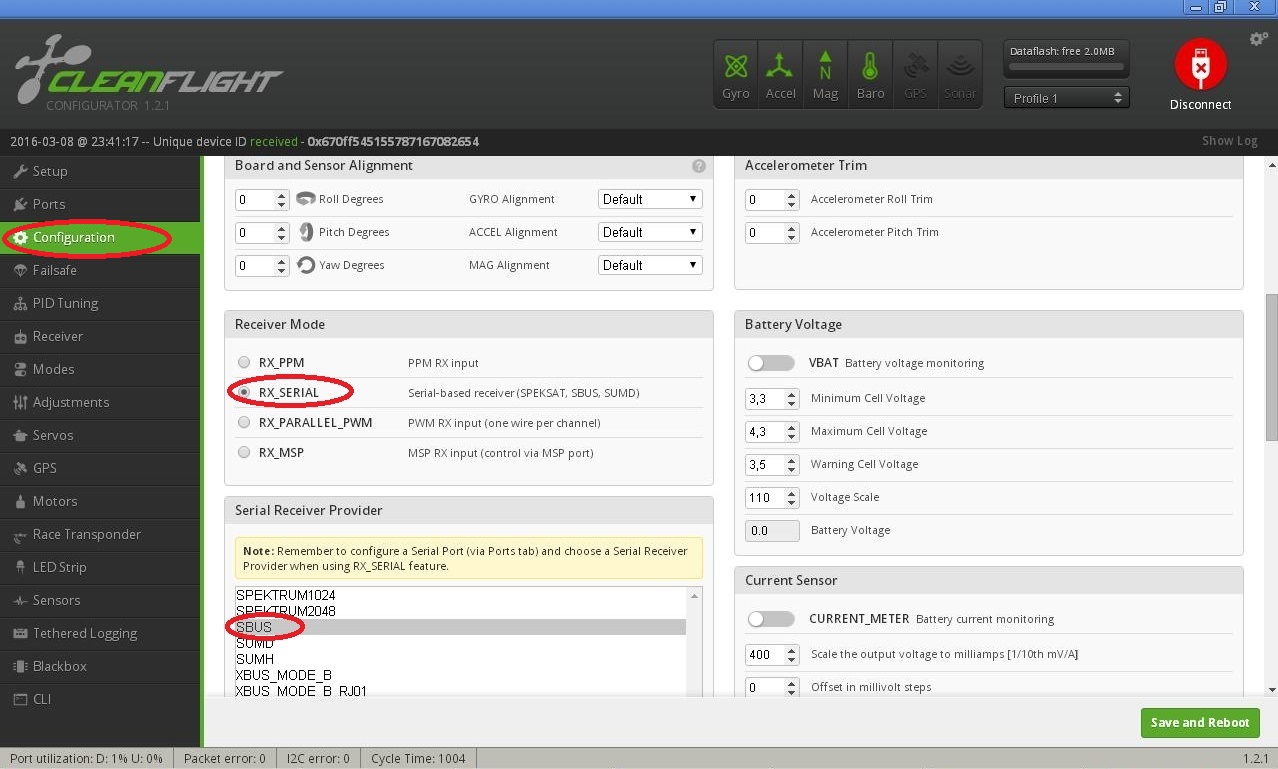 CLEANFLIGHT
CONFIGURATOR 1.2.1
Gyro Accel Mag Baro GPS Sonar
N
Dataflash: free 2.0MB
Profile 1
Disconnect
2016-03-08 @ 23:41:17 -- Unique device ID received - 0x670ff545155787167082654
Show Log
Setup
Ports
Configuration
Failsafe
PID Tuning
Receiver
Modes
Adjustments
Servos
GPS
Motors
Race Transponder
LED Strip
Sensors
Tethered Logging
Blackbox
CLI
Board and Sensor Alignment
0 Roll Degrees GYRO Alignment Default
0 Pitch Degrees ACCEL Alignment Default
0 Yaw Degrees MAG Alignment Default
Accelerometer Trim
0 Accelerometer Roll Trim
0 Accelerometer Pitch Trim
Receiver Mode
RX_PPM PPM RX input
RX_SERIAL Serial-based receiver (SPEKSAT, SBUS, SUMD)
RX_PARALLEL_PWM PWM RX input (one wire per channel)
RX_MSP MSP RX input (control via MSP port)
Serial Receiver Provider
Note: Remember to configure a Serial Port (via Ports tab) and choose a Serial Receiver
Provider when using RX_SERIAL feature.
SPEKTRUM1024
SPEKTRUM2048
SBUS
SUMD
SUMH
XBUS_MODE_B
XBUS_MODE_B_RJ01
Battery Voltage
VBAT Battery voltage monitoring
3,3 Minimum Cell Voltage
4,3 Maximum Cell Voltage
3,5 Warning Cell Voltage
110 Voltage Scale
0.0 Battery Voltage
Current Sensor
CURRENT_METER Battery current monitoring
400 Scale the output voltage to milliamps [1/10th mV/A]
0 Offset in millivolt steps
Save and Reboot
Port utilization: D: 1% U: 0% Packet error: 0 I2C error: 0 Cycle Time: 1004 1.2.1